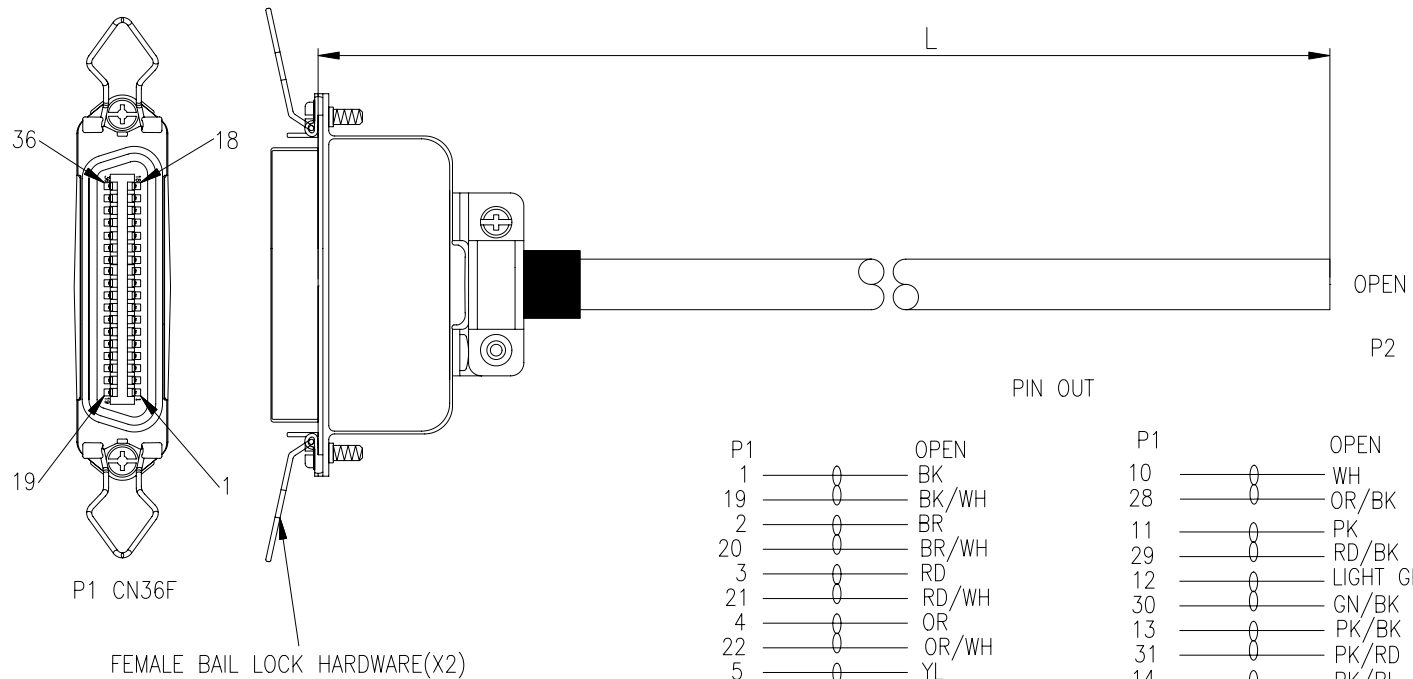 L
36
18
OPEN
P2
PIN OUT
19
1
P1 CN36F
FEMALE BAIL LOCK HARDWARE(X2)
P1 OPEN
1 BK
19 BK/WH
2 BR
20 BR/WH
3 RD
21 RD/WH
4 OR
22 OR/WH
5 YL
P1 OPEN
10 WH
28 OR/BK
11 PK
29 RD/BK
12 LIGHT
30 GN/BK
13 PK/BK
31 PK/RD
14